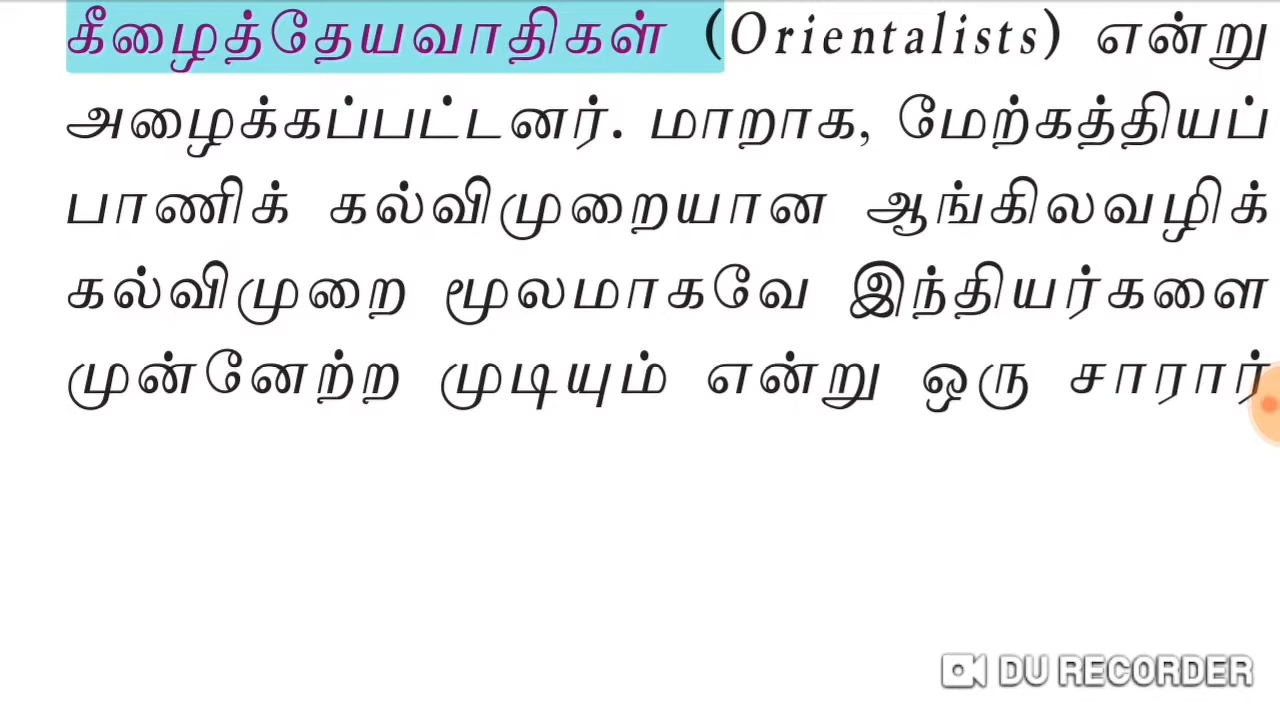 கீழைத்தேயவாதிகள் (Orientalists) என்று
அழைக்கப்பட்டனர். மாறாக, மேற்கத்தியப்
பாணிக் கல்விமுறையான ஆங்கிலவழிக்
கல்விமுறை மூலமாகவே இந்தியர்களை
முன்னேற்ற முடியும் என்று ஒரு சாரார்
DU RECORDER